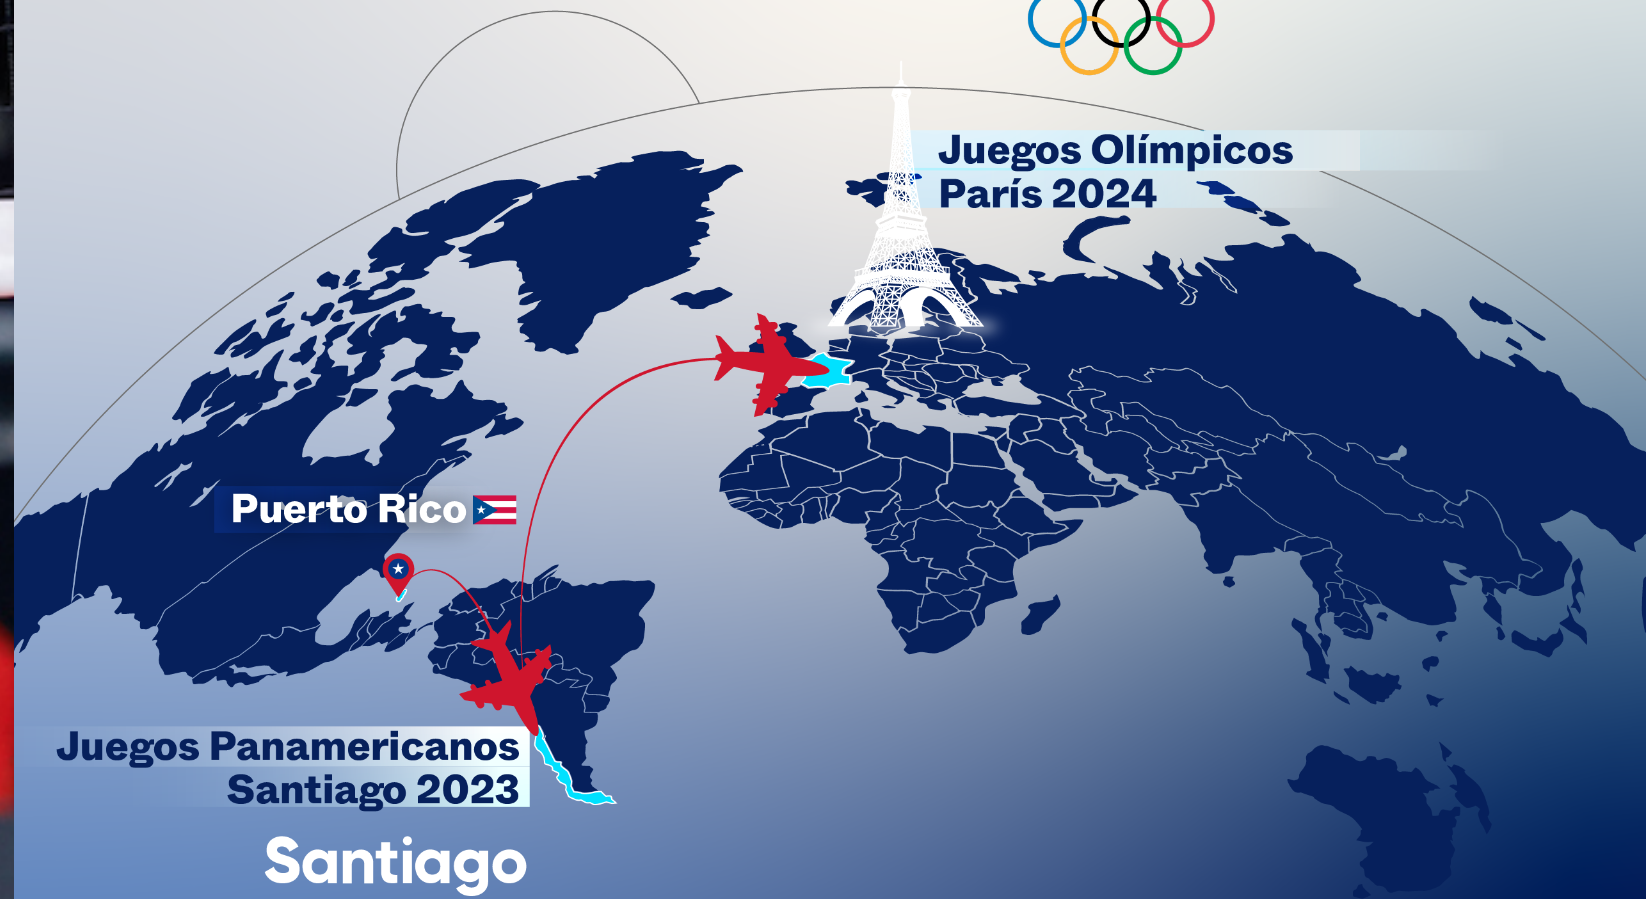 Juegos Olímpicos
París 2024
Puerto Rico
Juegos Panamericanos
Santiago 2023
Santiago